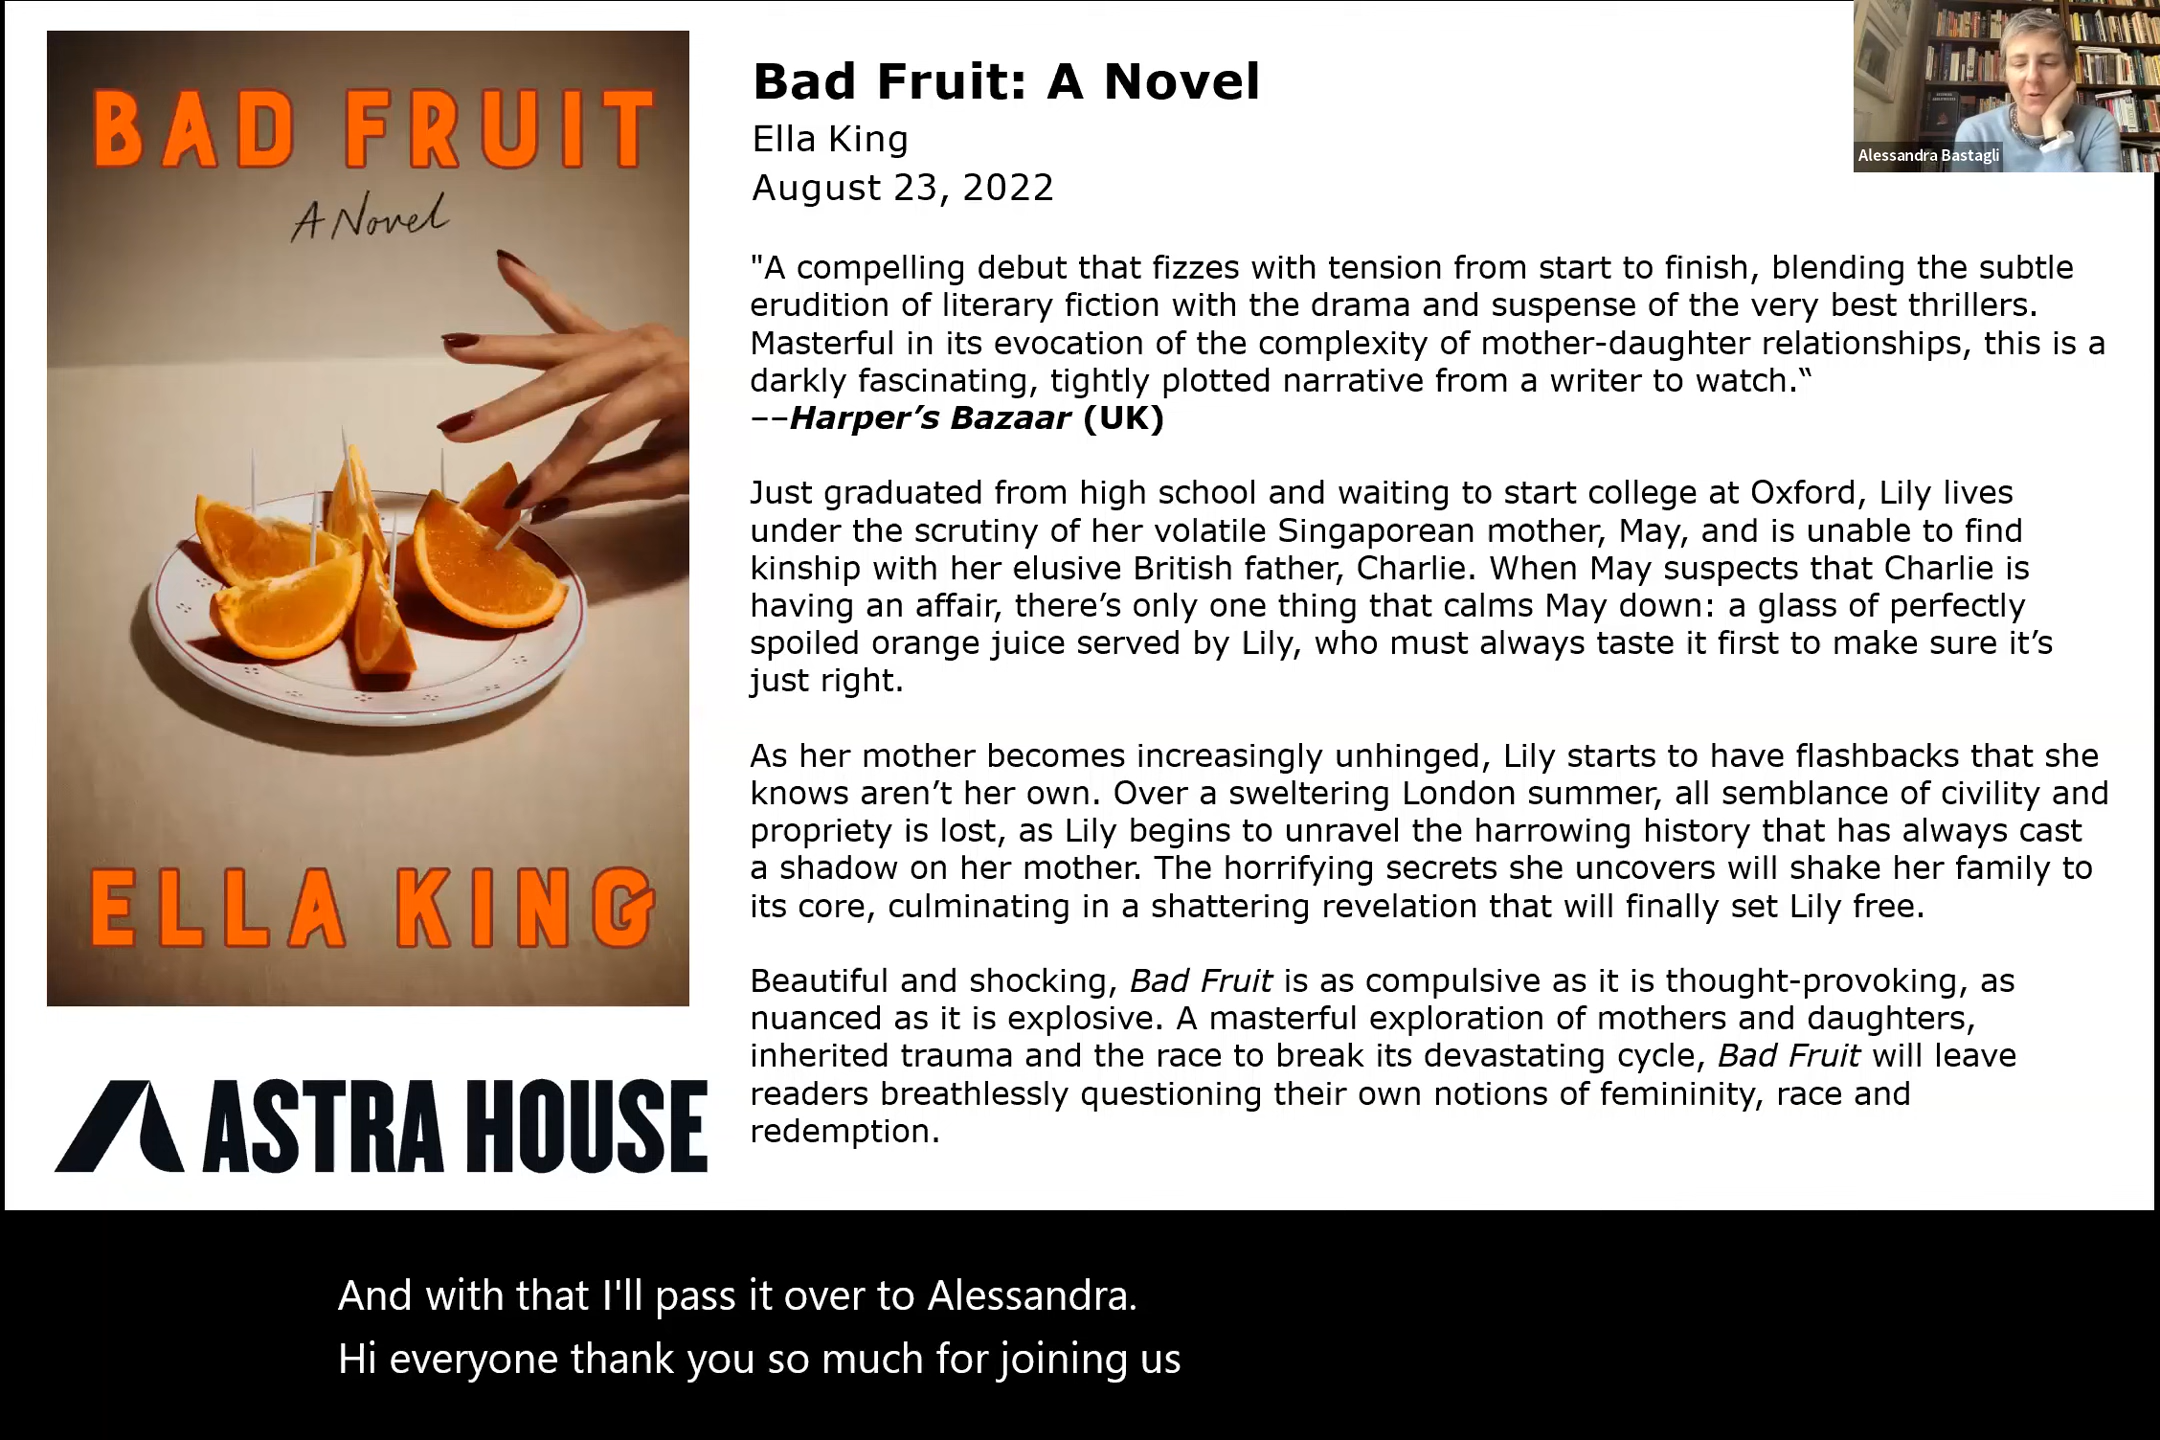 BAD FRUIT
A Novel
ELLA KING
ASTRA HOUSE
Bad Fruit: A Novel
Ella King
August 23, 2022
"A compelling debut that fizzes with tension from start to finish, blending the subtle
erudition of literary fiction with the drama and suspense of the very best thrillers.
Masterful in its evocation of the complexity of mother-daughter relationships, this is a
darkly fascinating, tightly plotted narrative from a writer to watch.“
––Harper’s Bazaar (UK)
Just graduated from high school and waiting to start college at Oxford, Lily lives
under the scrutiny of her volatile Singaporean mother, May, and is unable to find
kinship with her elusive British father, Charlie. When May suspects that Charlie is
having an affair, there’s only one thing that calms May down: a glass of perfectly
spoiled orange juice served by Lily, who must always taste it first to make sure it’s
just right.
As her mother becomes increasingly unhinged, Lily starts to have flashbacks that she
knows aren’t her own. Over a sweltering London summer, all semblance of civility and
propriety is lost, as Lily begins to unravel the harrowing history that has always cast
a shadow on her mother. The horrifying secrets she uncovers will shake her family to
its core, culminating in a shattering revelation that will finally set Lily free.
Beautiful and shocking, Bad Fruit is as compulsive as it is thought-provoking, as
nuanced as it is explosive. A masterful exploration of mothers and daughters,
inherited trauma and the race to break its devastating cycle, Bad Fruit will leave
readers breathlessly questioning their own notions of femininity, race and
redemption.
Alessandra Bastagli
And with that I'll pass it over to Alessandra.
Hi everyone thank you so much for joining us